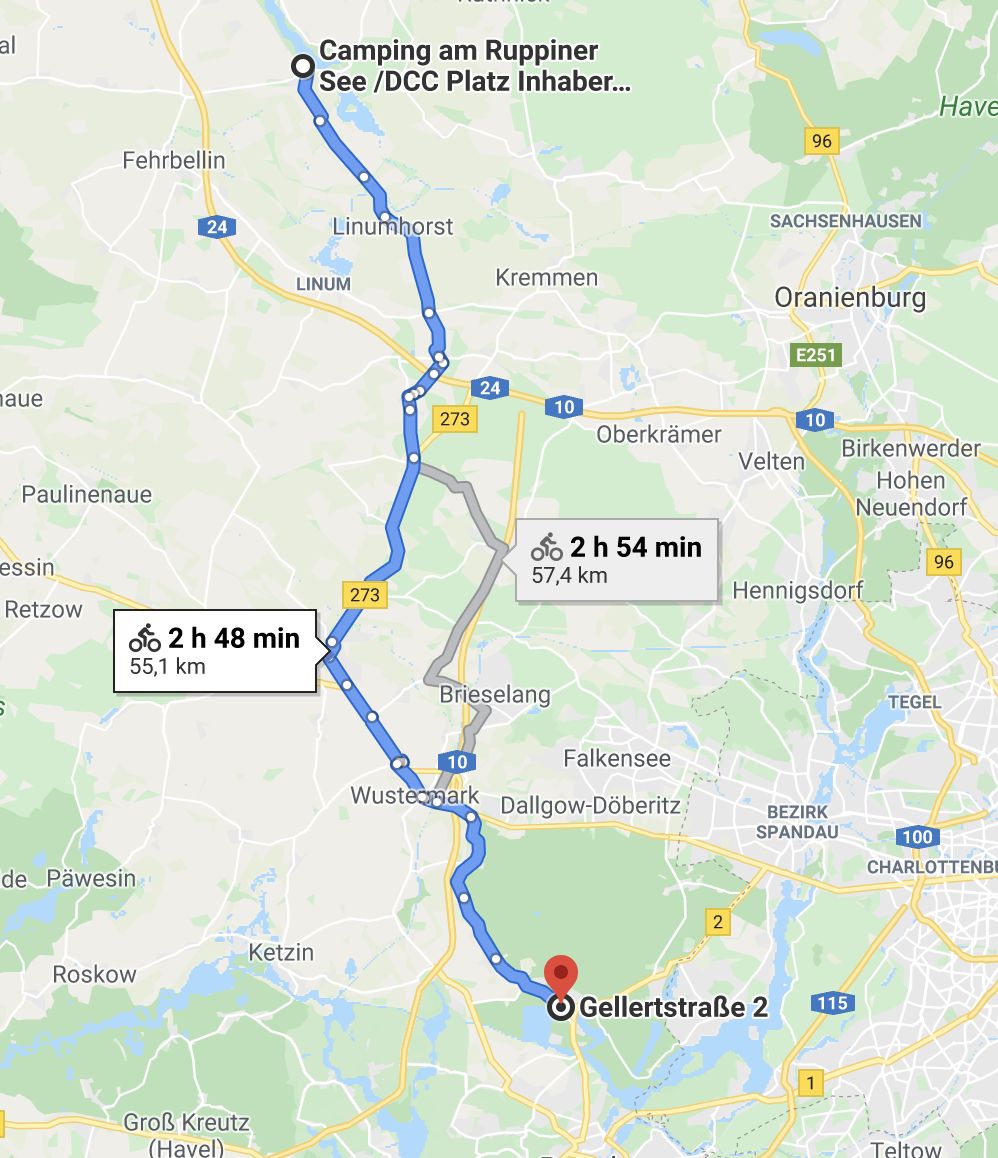 al
Camping am Ruppiner
See /DCC Platz Inhaber...
Have
96
Fehrbellin
SACHSENHAUSEN
24
Linumhorst
Kremmen
LINUM
Oranienburg
E251
24
10
naue
273
10
Oberkrämer
Birkenwerder
Velten
Hohen
Neuendorf
Paulinenaue
2 h 54 min
57,4 km
96
essin
Hennigsdorf
273
Retzow
2 h 48 min
55,1 km
Brieselang
TEGEL
10
Falkensee
Wustermark
Dallgow-Döberitz
BEZIRK
SPANDAU
100
CHARLOTTENBU
de
Päwesin
2
Ketzin
Roskow
Gellertstraße 2
115
1
Groß Kreutz
(Havel)
Teltow